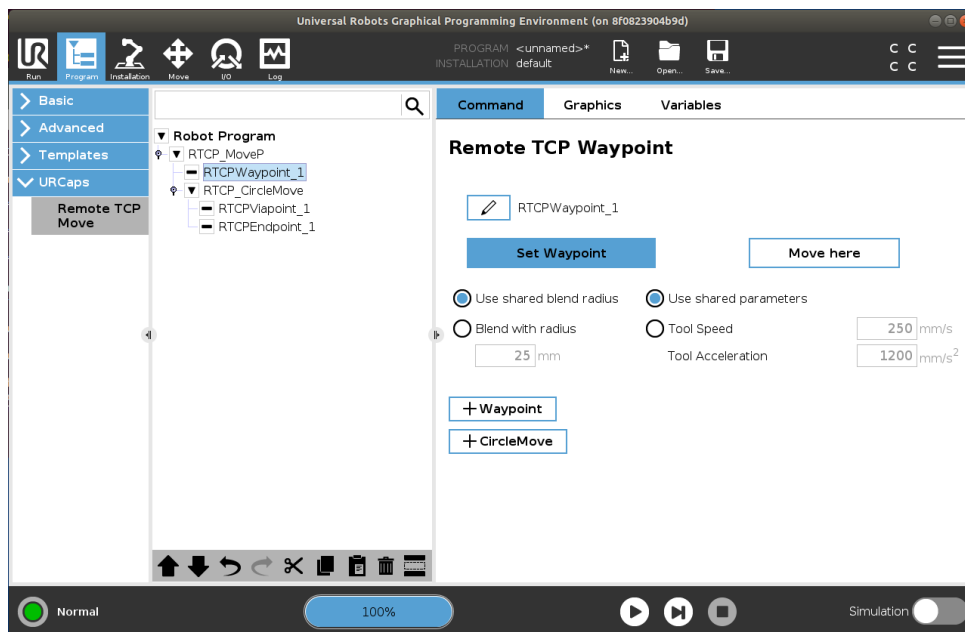 Universal Robots Graphical Programming Environment (on 8f0823904b9d)
UR
Run
Program
Installation
Move
I/O
Log
PROGRAM <unnamed>*
INSTALLATION default
New...
Open...
Save...
C C
C C
Basic
Advanced
Templates
URCaps
Remote TCP
Move
Robot Program
RTCP_MoveP
RTCPWaypoint_1
RTCP_CircleMove
RTCPViapoint_1
RTCPEndpoint_1
Command Graphics Variables
Remote TCP Waypoint
RTCPWaypoint_1
Set Waypoint Move here
Use shared blend radius Use shared parameters
Blend with radius Tool Speed 250 mm/s
25 mm Tool Acceleration 1200 mm/s²
+ Waypoint
+ CircleMove
Normal 100% Simulation